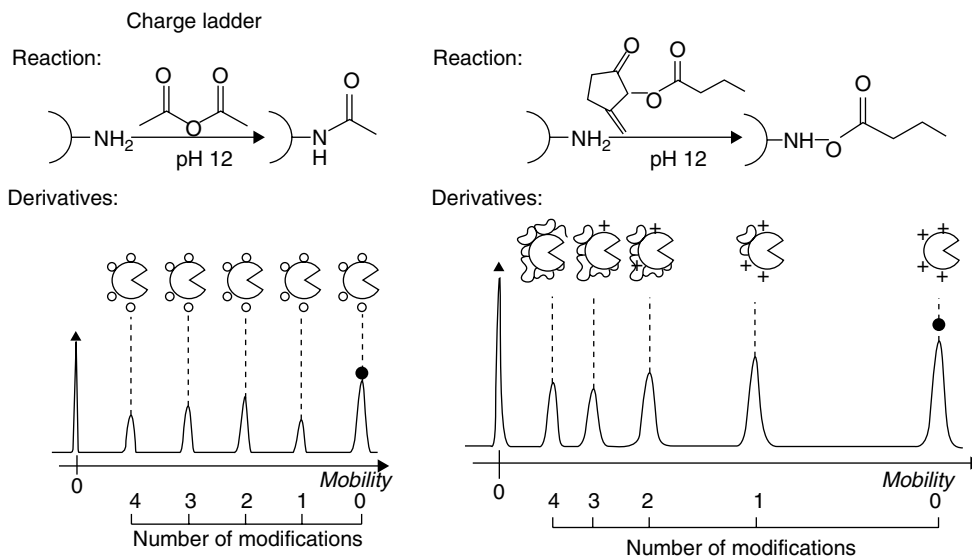 Charge ladder
Reaction:
O
O
O
NH2
pH 12
O
N
H
Derivatives:
0
Mobility
4 3 2 1 0
Number of modifications
Reaction:
O
O
O
NH2
pH 12
O
NH
O
Derivatives:
+ + + + + + + + + +
0
Mobility
4 3 2 1 0
Number of modifications